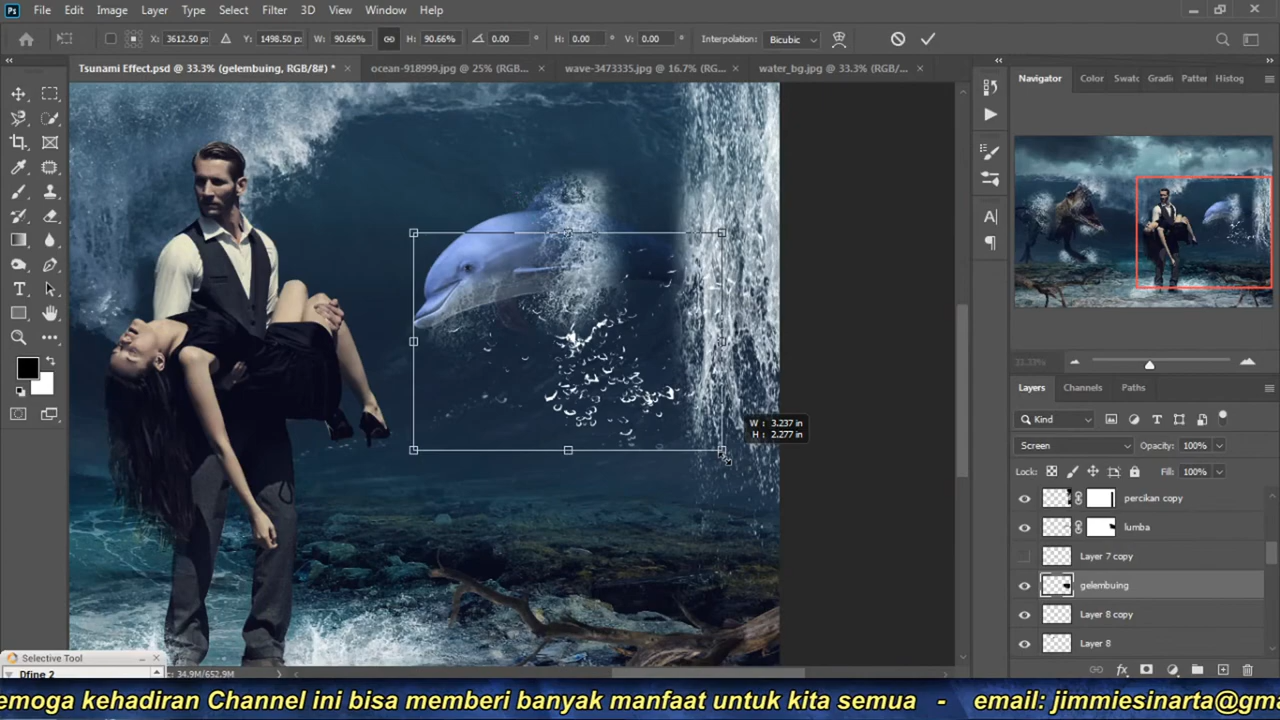 File Edit Image Layer Type Select Filter 3D View Window Help
X: 3612.50 p: Y: 1498.50 p: W: 90.66% H: 90.66% 0.00 ° H: 0.00 ° V: 0.00 ° Interpolation: Bicubic
Tsunami Effect.psd @ 33.3% (gelembuing, RGB/8#) * × ocean-918999.jpg @ 25% (RGB... × wave-3473335.jpg @ 16.7% (RG... × water_bg.jpg @ 33.3% (RGB/... ×
Navigator Color Swatc Gradi Patter Histog
33.33%
Layers Channels Paths
Kind
Screen Opacity: 100%
Lock: Fill: 100%
percikan copy
lumba
Layer 7 copy
gelembuing
Layer 8 copy
Layer 8
W : 3.237 in
H : 2.277 in
Selective Tool
Dfine 2
: 34.9M/652.9M
emoga kehadiran Channel ini bisa memberi banyak manfaat untuk kita semua - email: jimmiesinarta@gma